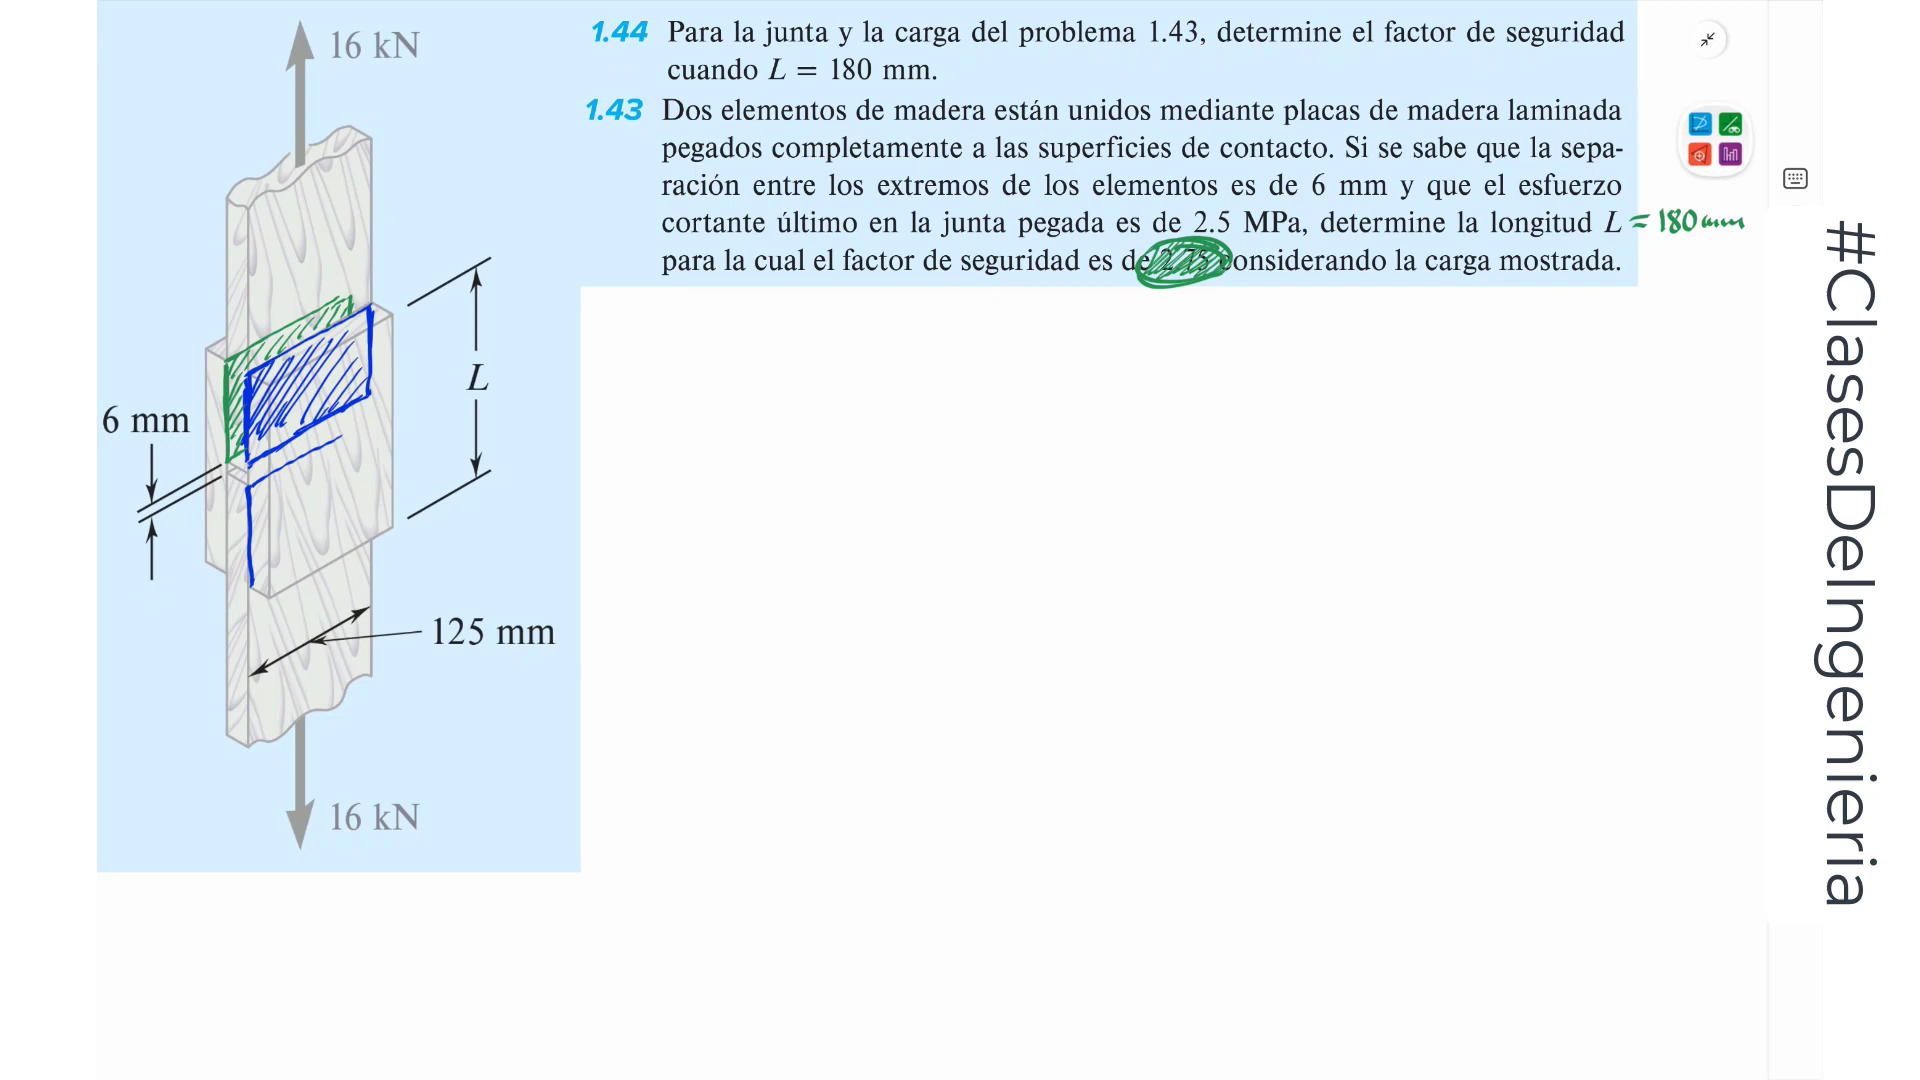 16 kN
1.44 Para la junta y la carga del problema 1.43, determine el factor de seguridad
cuando L = 180 mm.
1.43 Dos elementos de madera están unidos mediante placas de madera laminada
pegados completamente a las superficies de contacto. Si se sabe que la sepa-
ración entre los extremos de los elementos es de 6 mm y que el esfuerzo
cortante último en la junta pegada es de 2.5 MPa, determine la longitud L = 180 mm
para la cual el factor de seguridad es de considerando la carga mostrada.
L
6 mm
125 mm
16 kN
#ClasesDeIngenieria